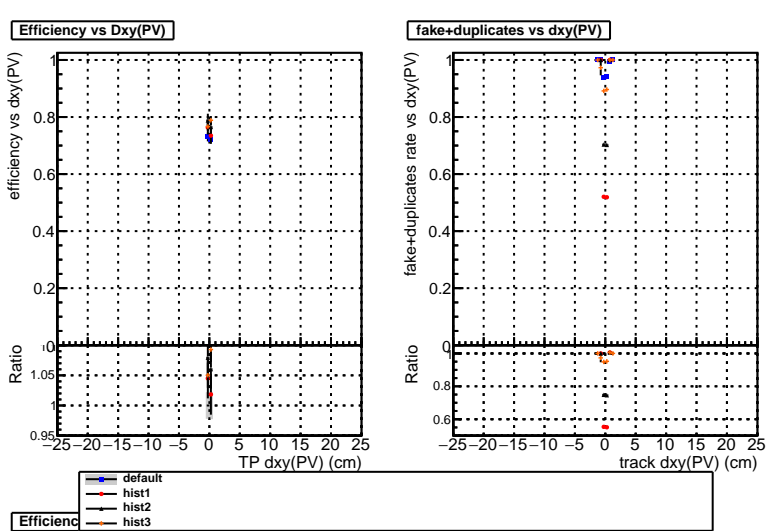 Efficiency vs Dxy(PV)
efficiency vs dxy(PV)
1
0.8
0.6
0.4
0.2
0
Ratio
1.05
1
0.95
−25 −20 −15 −10 −5 0 5 10 15 20 25
TP dxy(PV) (cm)
fake+duplicates vs dxy(PV)
fake+duplicates rate vs dxy(PV)
1
0.8
0.6
0.4
0.2
0
Ratio
1
0.8
0.6
−25 −20 −15 −10 −5 0 5 10 15 20 25
track dxy(PV) (cm)
default
hist1
hist2
hist3
Efficienc